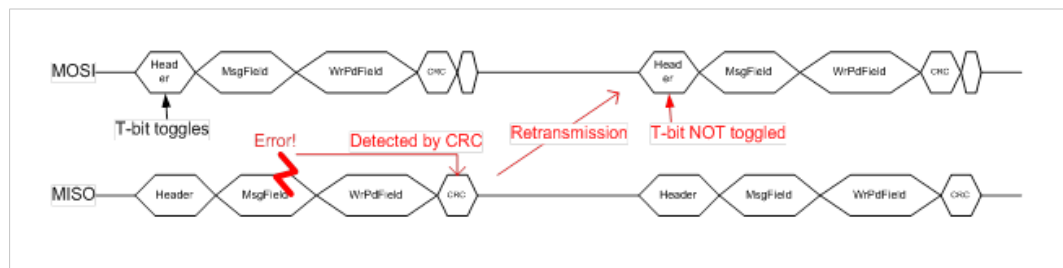 MOSI
Head
er
MsgField
WrPdField
CRC
Head
er
MsgField
WrPdField
CRC
T-bit toggles
Error!
Detected by CRC
Retransmission
T-bit NOT toggled
MISO
Header
MsgField
WrPdField
CRC
Header
MsgField
WrPdField
CRC